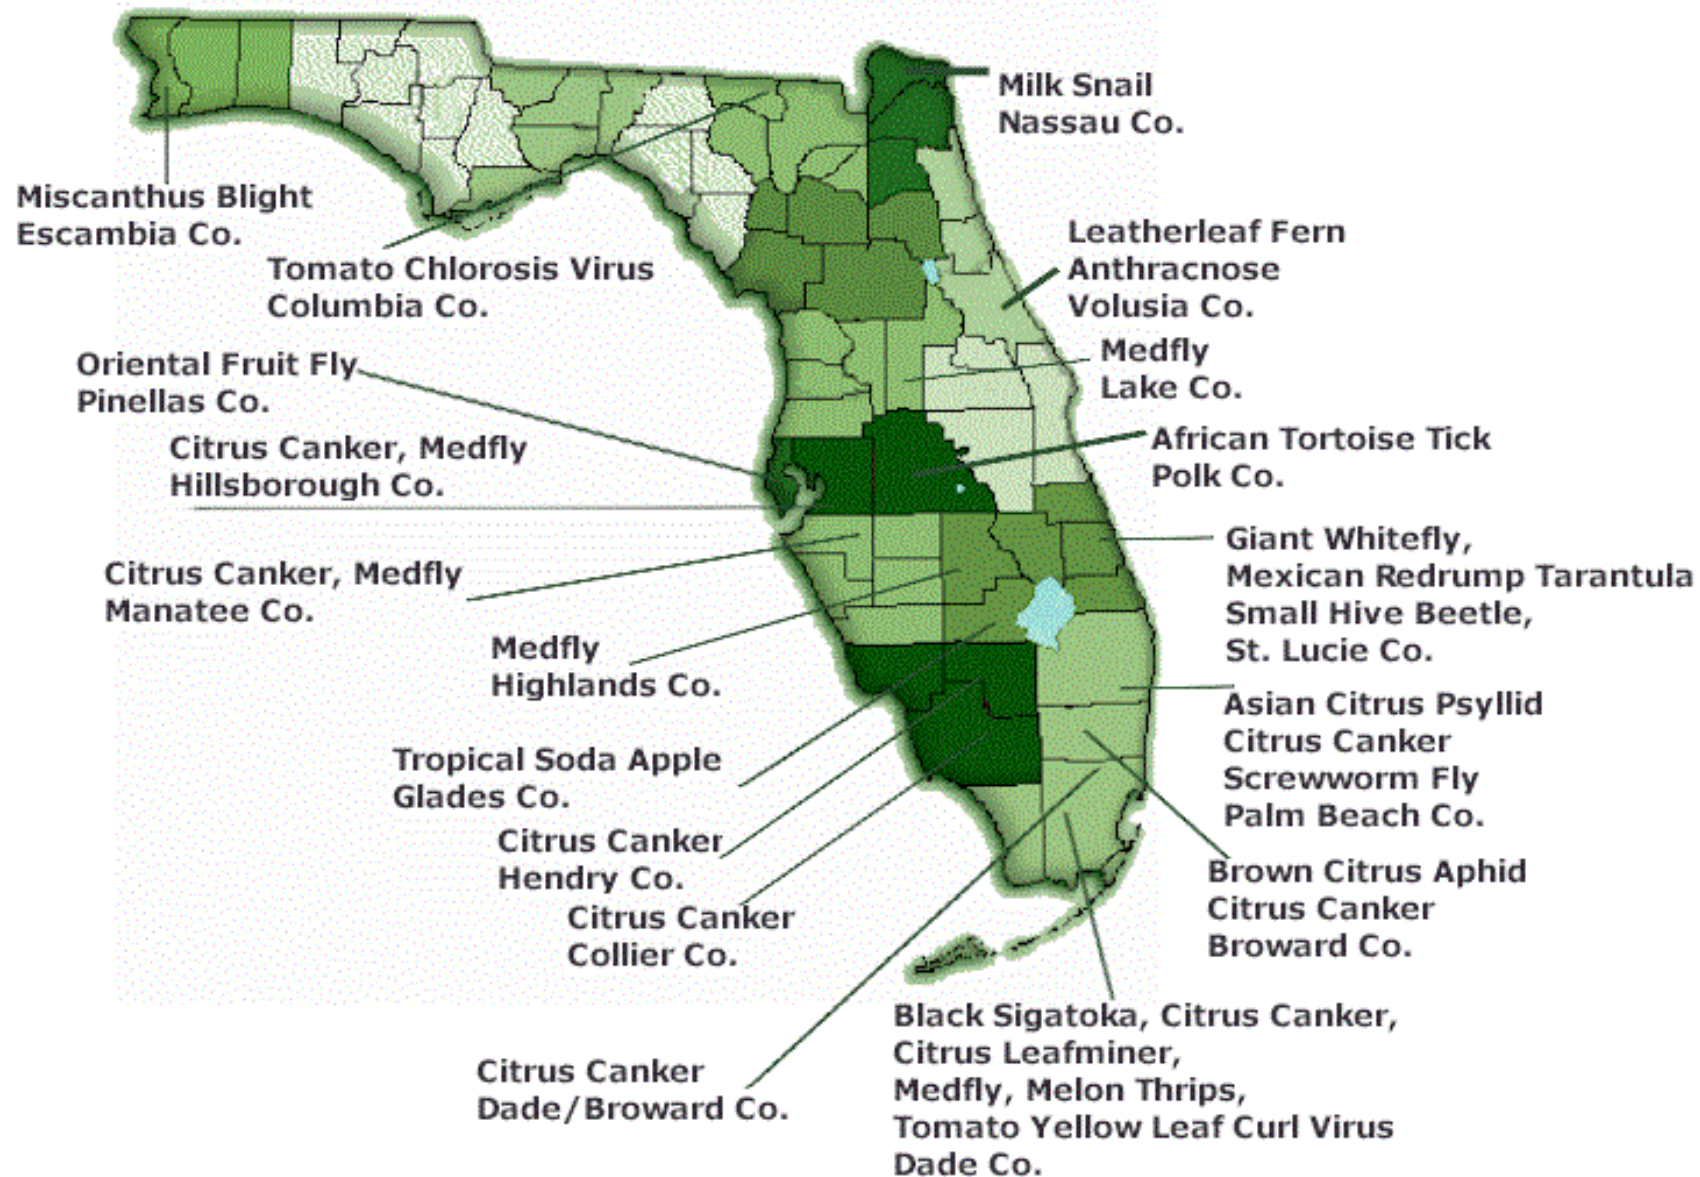 Milk Snail
Nassau Co.
Miscanthus Blight
Escambia Co.
Leatherleaf Fern
Anthracnose
Volusia Co.
Tomato Chlorosis Virus
Columbia Co.
Medfly
Lake Co.
Oriental Fruit Fly
Pinellas Co.
African Tortoise Tick
Polk Co.
Citrus Canker, Medfly
Hillsborough Co.
Giant Whitefly,
Mexican Redrump Tarantula
Small Hive Beetle,
St. Lucie Co.
Citrus Canker, Medfly
Manatee Co.
Medfly
Highlands Co.
Asian Citrus Psyllid
Citrus Canker
Screwworm Fly
Palm Beach Co.
Tropical Soda Apple
Glades Co.
Citrus Canker
Hendry Co.
Brown Citrus Aphid
Citrus Canker
Broward Co.
Citrus Canker
Collier Co.
Black Sigatoka, Citrus Canker,
Citrus Leafminer,
Medfly, Melon Thrips,
Tomato Yellow Leaf Curl Virus
Dade Co.
Citrus Canker
Dade/Broward Co.